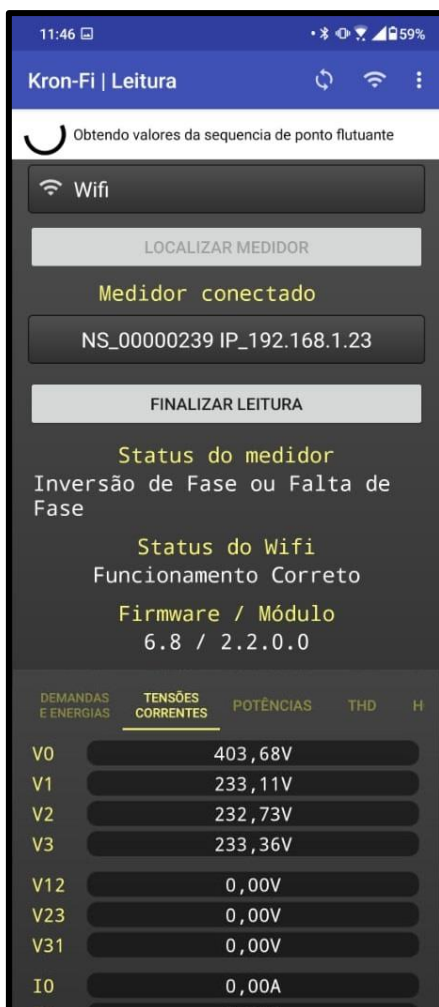 11:46 59%
Kron-Fi | Leitura
Obtendo valores da sequencia de ponto flutuante
Wifi
LOCALIZAR MEDIDOR
Medidor conectado
NS_00000239 IP_192.168.1.23
FINALIZAR LEITURA
Status do medidor
Inversão de Fase ou Falta de
Fase
Status do Wifi
Funcionamento Correto
Firmware / Módulo
6.8 / 2.2.0.0
DEMANDAS
E ENERGIAS
TENSÕES
CORRENTES
POTÊNCIAS
THD
H
V0 403,68V
V1 233,11V
V2 232,73V
V3 233,36V
V12 0,00V
V23 0,00V
V31 0,00V
I0 0,00A